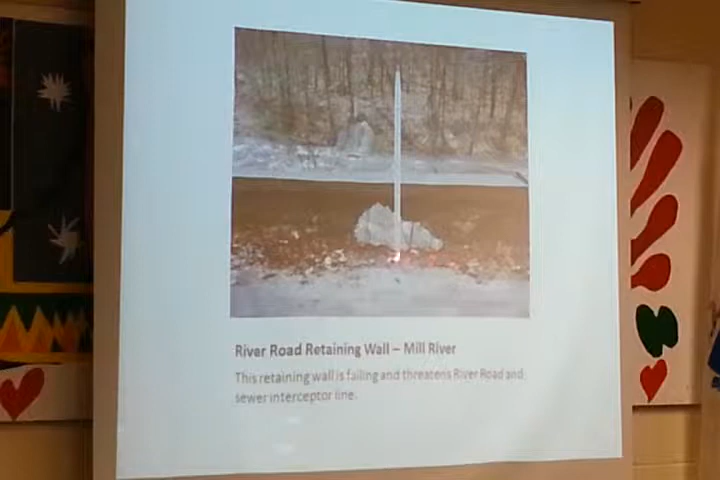 River Road Retaining Wall – Mill River
This retaining wall is failing and threatens River Road and
sewer interceptor line.